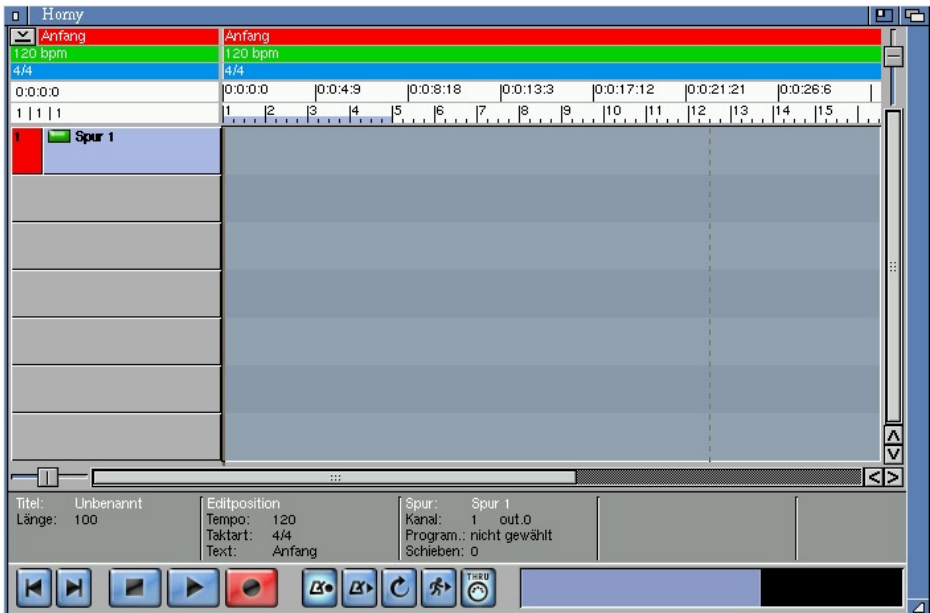 Homy
Anfang Anfang
120 bpm 120 bpm
4/4 4/4
0:0:0:0 0:0:0:0 0:0:4:9 0:0:8:18 0:0:13:3 0:0:17:12 0:0:21:21 0:0:26:6
1|1|1 1 2 3 4 5 6 7 8 9 10 11 12 13 14 15
1 Spur 1
Titel: Unbenannt
Länge: 100
Editposition
Tempo: 120
Taktart: 4/4
Text: Anfang
Spur: Spur 1
Kanal: 1 out.0
Program.: nicht gewählt
Schieben: 0
THRU